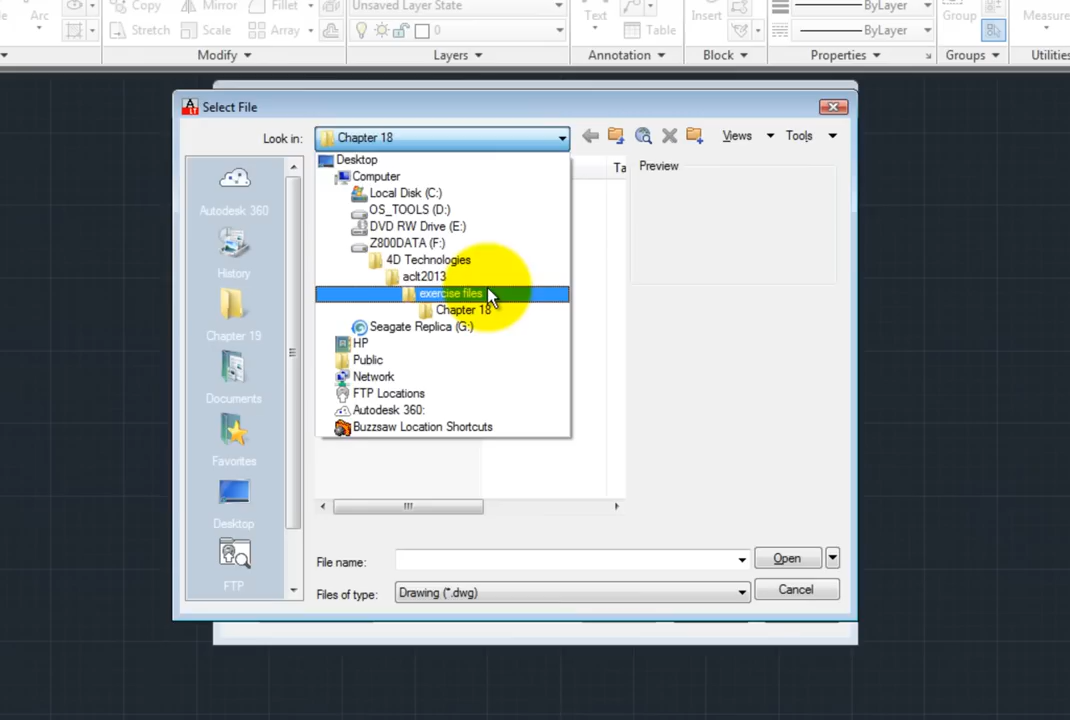 Copy
Mirror
Fillet
Unsaved Layer State
ByLayer
Arc
Text
Insert
Group
Measure
Stretch
Scale
Array
0
Table
ByLayer
Modify
Layers
Annotation
Block
Properties
Groups
Utilities
Select File
Look in:
Chapter 18
Views
Tools
Desktop
Computer
Local Disk (C:)
OS_TOOLS (D:)
DVD RW Drive (E:)
Z800DATA (F:)
4D Technologies
aclt2013
exercise files
Chapter 18
Seagate Replica (G:)
HP
Public
Network
FTP Locations
Autodesk 360:
Buzzsaw Location Shortcuts
Ta
Preview
Autodesk 360
History
Chapter 19
Documents
Favorites
Desktop
FTP
File name:
Open
Files of type:
Drawing (*.dwg)
Cancel